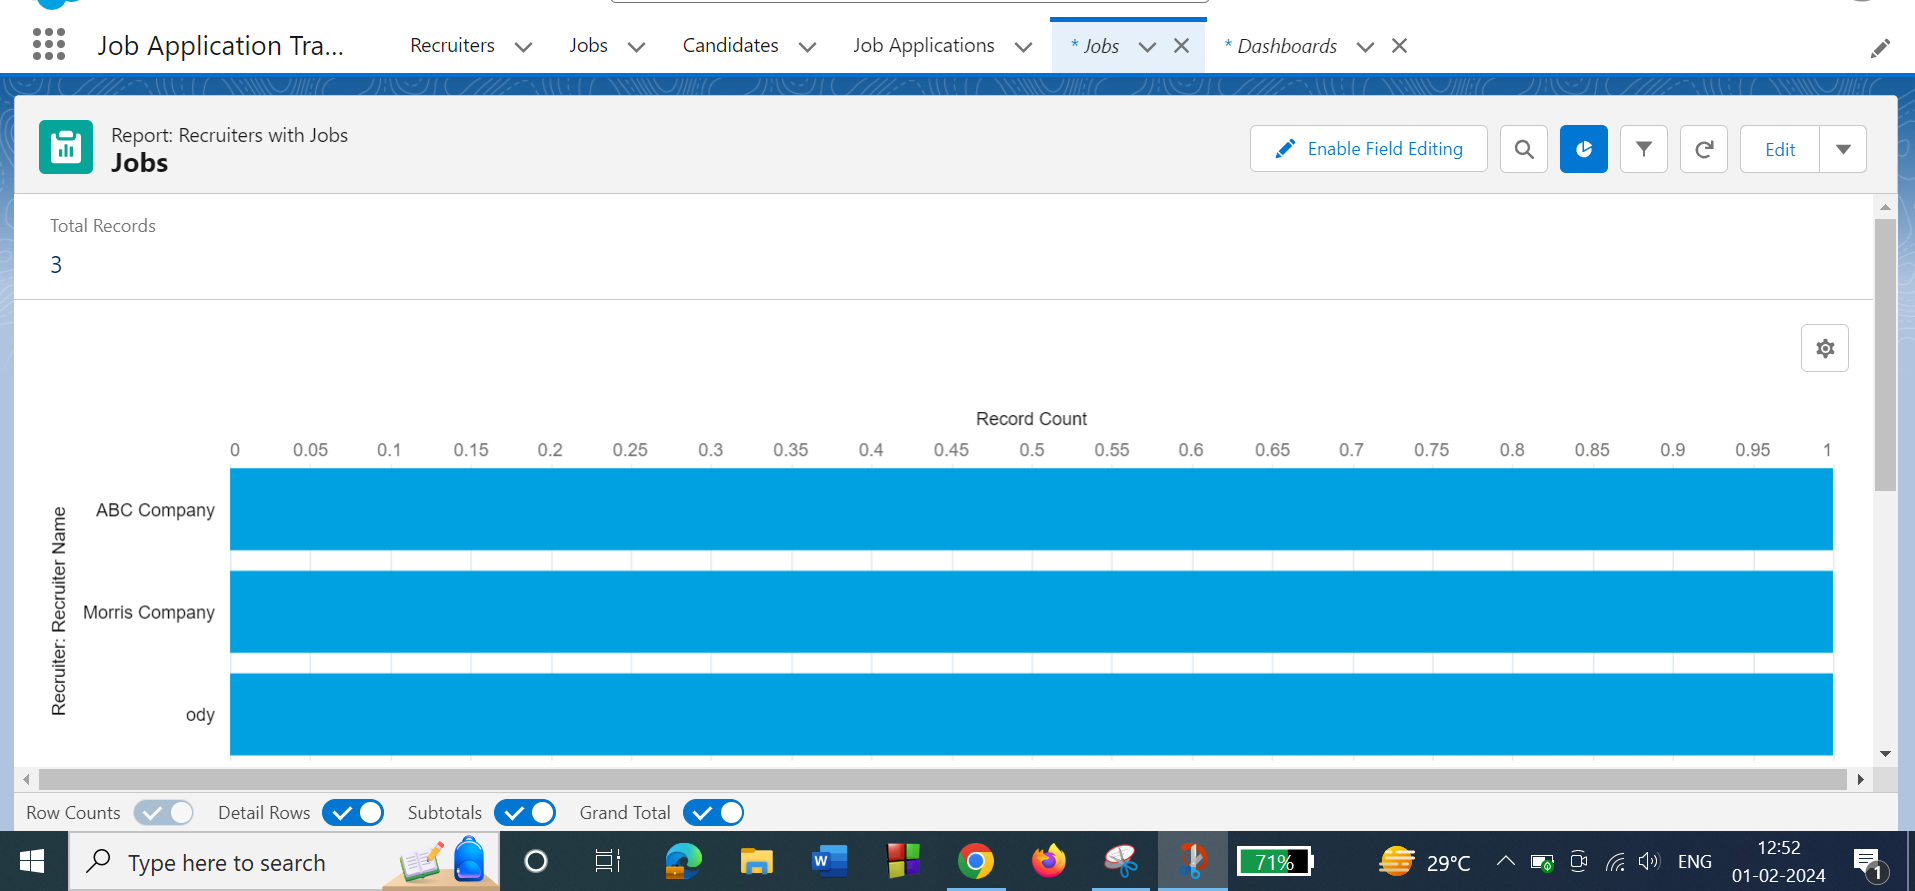 Job Application Tra...
Recruiters
Jobs
Candidates
Job Applications
* Jobs
* Dashboards
Report: Recruiters with Jobs
Jobs
Enable Field Editing
Edit
Total Records
3
Record Count
0 0.05 0.1 0.15 0.2 0.25 0.3 0.35 0.4 0.45 0.5 0.55 0.6 0.65 0.7 0.75 0.8 0.85 0.9 0.95 1
Recruiter: Recruiter Name
ABC Company
Morris Company
ody
Row Counts
Detail Rows
Subtotals
Grand Total
Type here to search
W
71%
29°C
ENG
12:52
01-02-2024
1